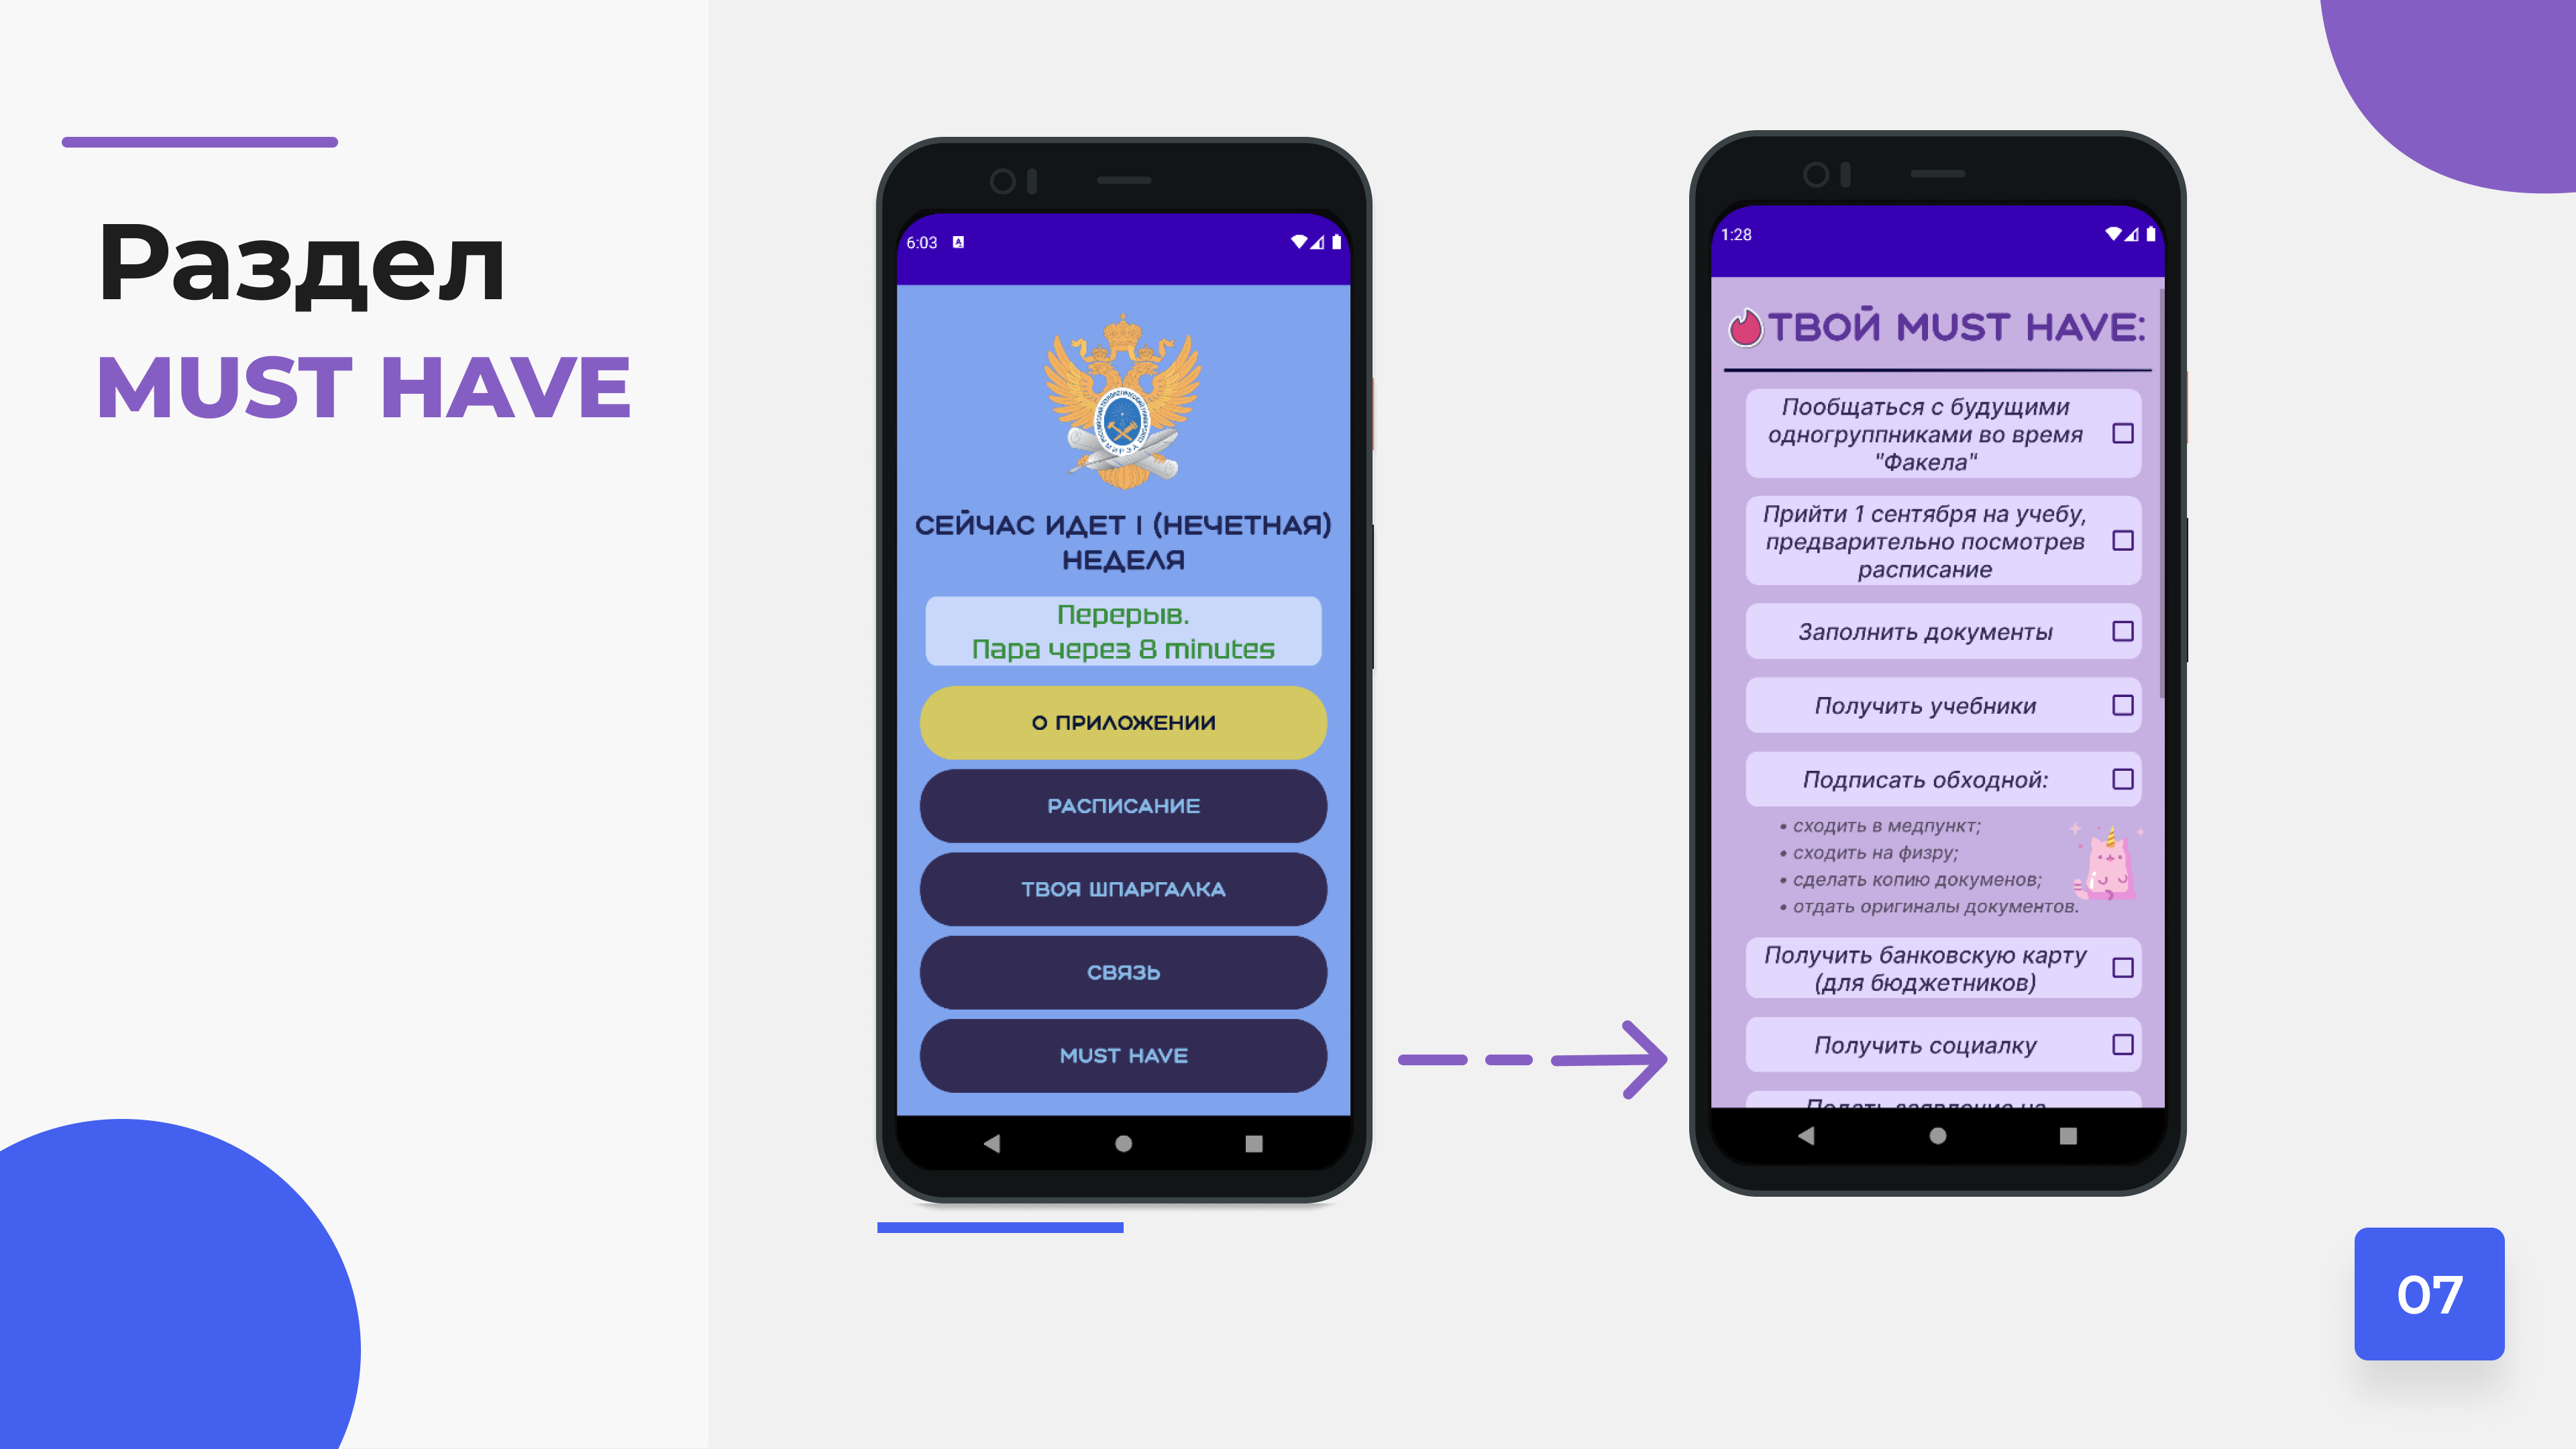 Раздел
MUST HAVE
6:03
СЕЙЧАС ИДЕТ I (НЕЧЕТНАЯ)
НЕДЕЛЯ
Перерыв.
Пара через 8 minutes
О ПРИЛОЖЕНИИ
РАСПИСАНИЕ
ТВОЯ ШПАРГАЛКА
СВЯЗЬ
MUST HAVE
1:28
ТВОЙ MUST HAVE:
Пообщаться с будущими
одногруппниками во время
"Факела"
Прийти 1 сентября на учебу,
предварительно посмотрев
расписание
Заполнить документы
Получить учебники
Подписать обходной:
• сходить в медпункт;
• сходить на физру;
• сделать копию докуменов;
• отдать оригиналы документов.
Получить банковскую карту
(для бюджетников)
Получить социалку
Подать заявление на
07